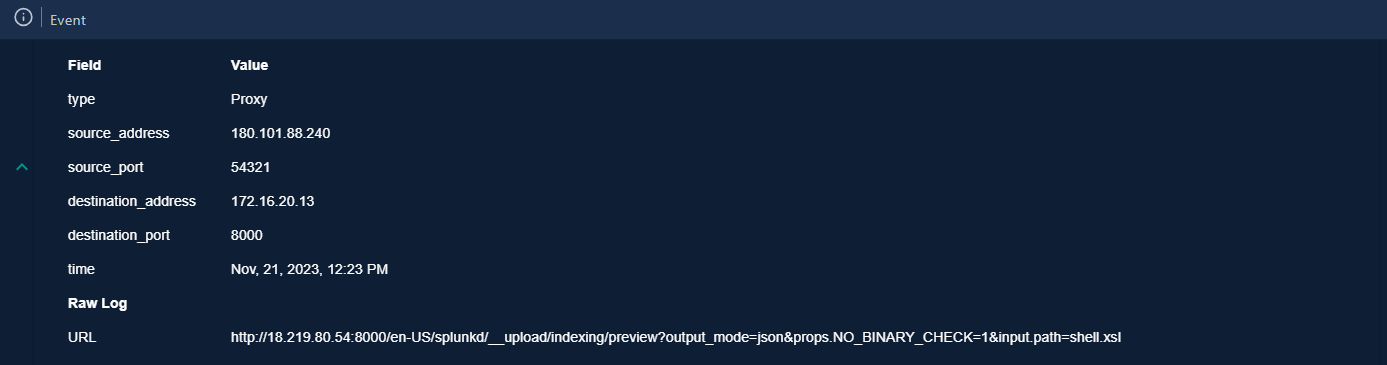 Event
Field Value
type Proxy
source_address 180.101.88.240
source_port 54321
destination_address 172.16.20.13
destination_port 8000
time Nov, 21, 2023, 12:23 PM
Raw Log
URL http://18.219.80.54:8000/en-US/splunkd/__upload/indexing/preview?output_mode=json&props.NO_BINARY_CHECK=1&input.path=shell.xsl